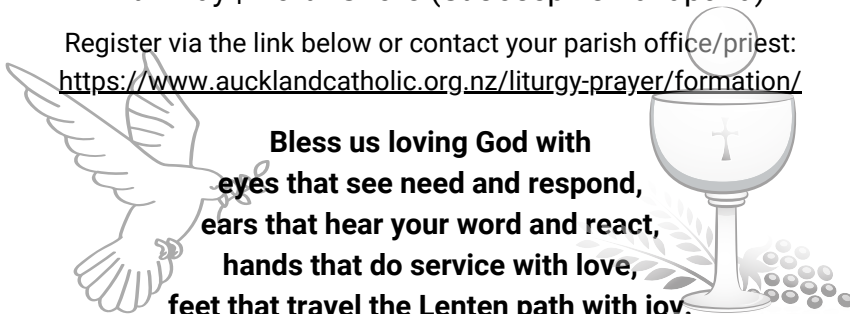 Register via the link below or contact your parish office/priest:
https://www.aucklandcatholic.org.nz/liturgy-prayer/formation/
Bless us loving God with
eyes that see need and respond,
ears that hear your word and react,
hands that do service with love,
feet that travel the Lenten path with joy.